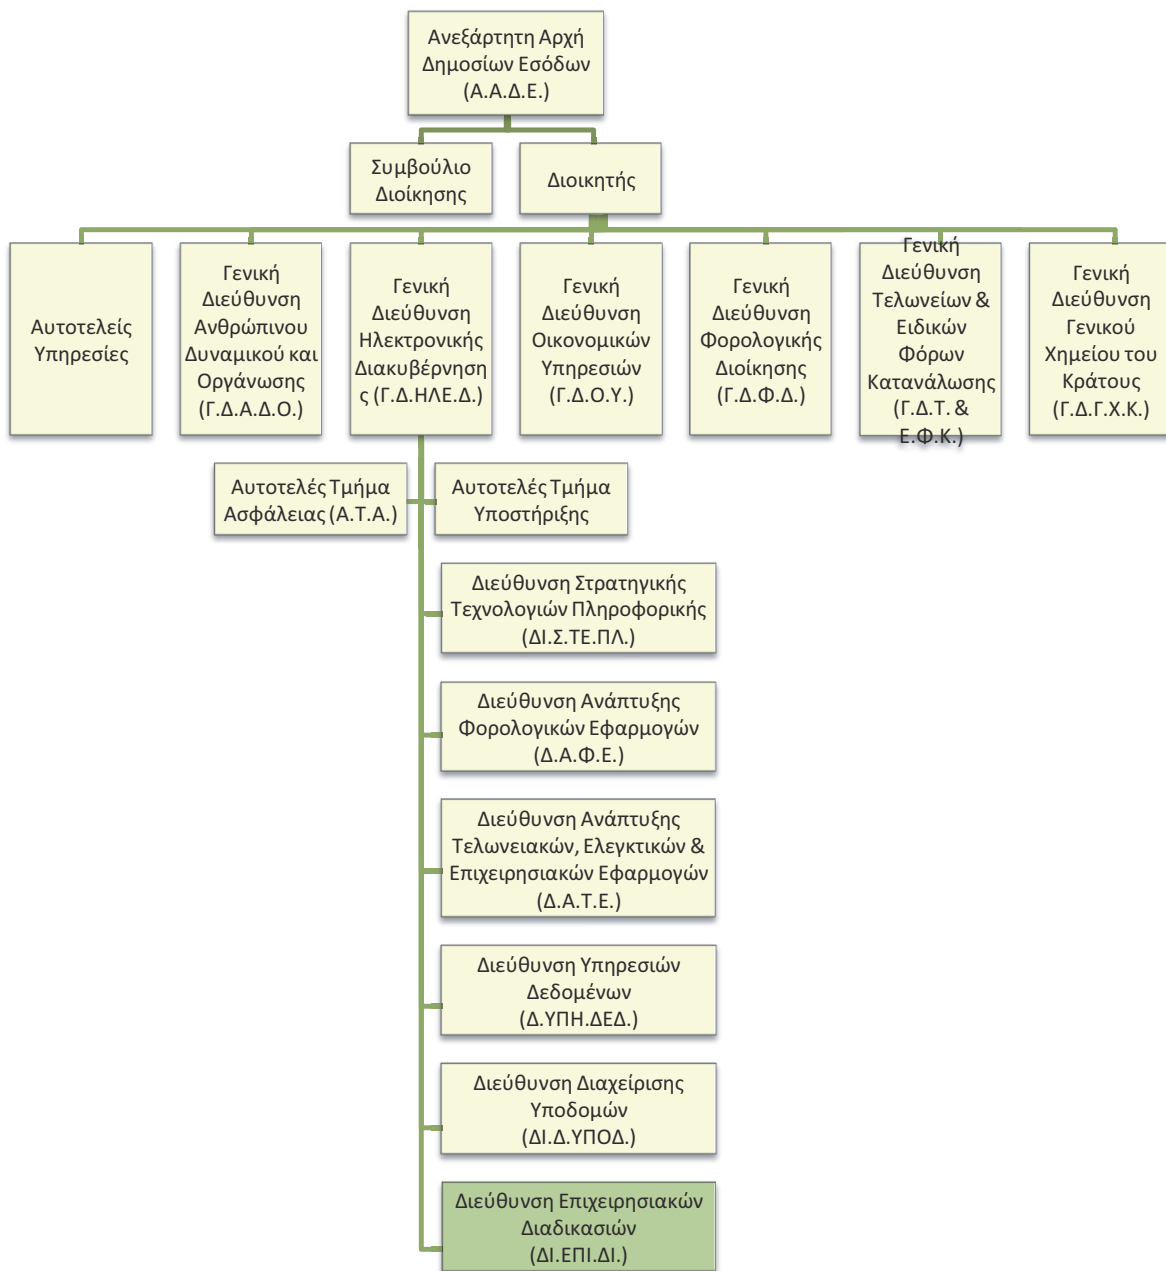 Ανεξάρτητη Αρχή
Δημοσίων Εσόδων
(Α.Α.Δ.Ε.)
Συμβούλιο
Διοίκησης
Διοικητής
Αυτοτελείς
Υπηρεσίες
Γενική
Διεύθυνση
Ανθρώπινου
Δυναμικού και
Οργάνωσης
(Γ.Δ.Α.Δ.Ο.)
Γενική
Διεύθυνση
Ηλεκτρονικής
Διακυβέρνηση
ς (Γ.Δ.ΗΛΕ.Δ.)
Γενική
Διεύθυνση
Οικονομικών
Υπηρεσιών
(Γ.Δ.Ο.Υ.)
Γενική
Διεύθυνση
Φορολογικής
Διοίκησης
(Γ.Δ.Φ.Δ.)
Γενική
Διεύθυνση
Τελωνείων &
Ειδικών
Φόρων
Κατανάλωσης
(Γ.Δ.Τ. &
Ε.Φ.Κ.)
Γενική
Διεύθυνση
Γενικού
Χημείου του
Κράτους
(Γ.Δ.Γ.Χ.Κ.)
Αυτοτελές Τμήμα
Ασφάλειας (Α.Τ.Α.)
Αυτοτελές Τμήμα
Υποστήριξης
Διεύθυνση Στρατηγικής
Τεχνολογιών Πληροφορικής
(ΔΙ.Σ.ΤΕ.ΠΛ.)
Διεύθυνση Ανάπτυξης
Φορολογικών Εφαρμογών
(Δ.Α.Φ.Ε.)
Διεύθυνση Ανάπτυξης
Τελωνειακών, Ελεγκτικών &
Επιχειρησιακών Εφαρμογών
(Δ.Α.Τ.Ε.)
Διεύθυνση Υπηρεσιών
Δεδομένων
(Δ.ΥΠΗ.ΔΕΔ.)
Διεύθυνση Διαχείρισης
Υποδομών
(ΔΙ.Δ.ΥΠΟΔ.)
Διεύθυνση Επιχειρησιακών
Διαδικασιών
(ΔΙ.ΕΠΙ.ΔΙ.)